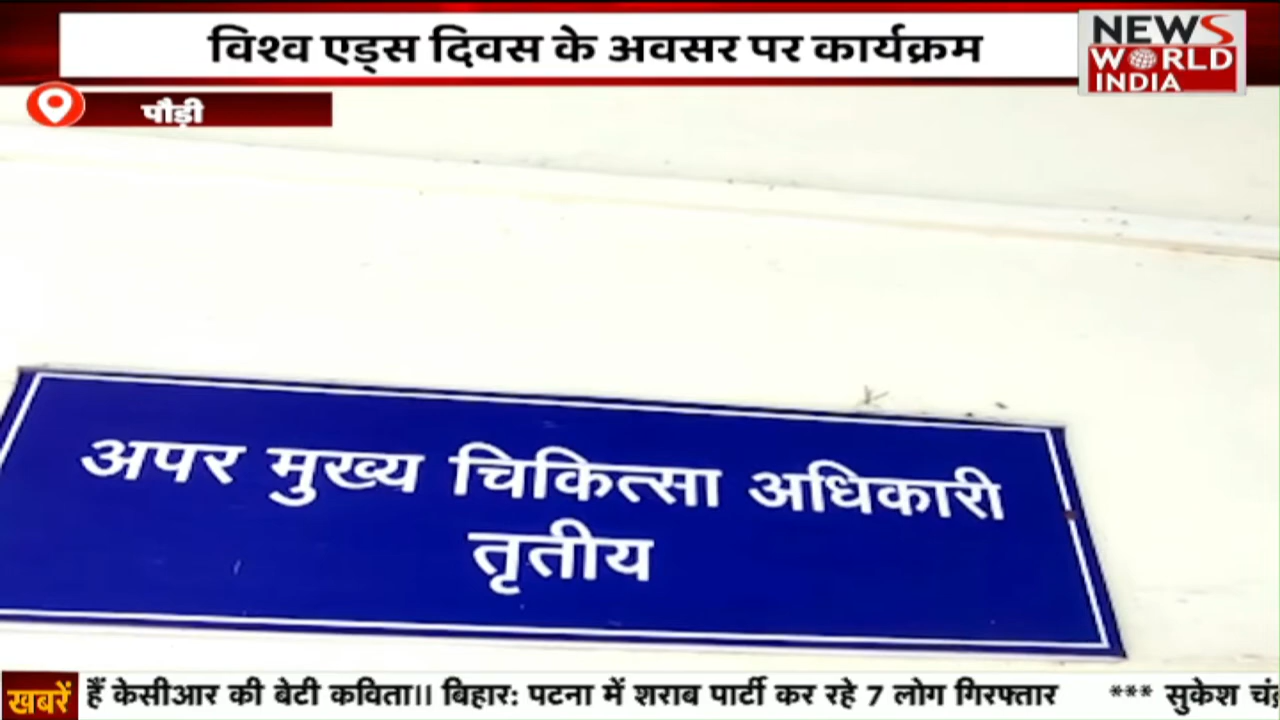 विश्व एड्स दिवस के अवसर पर कार्यक्रम
NEWS
WORLD
INDIA
पौड़ी
अपर मुख्य चिकित्सा अधिकारी
तृतीय
खबरें हैं केसीआर की बेटी कविता।। बिहार: पटना में शराब पार्टी कर रहे 7 लोग गिरफ्तार *** सुकेश